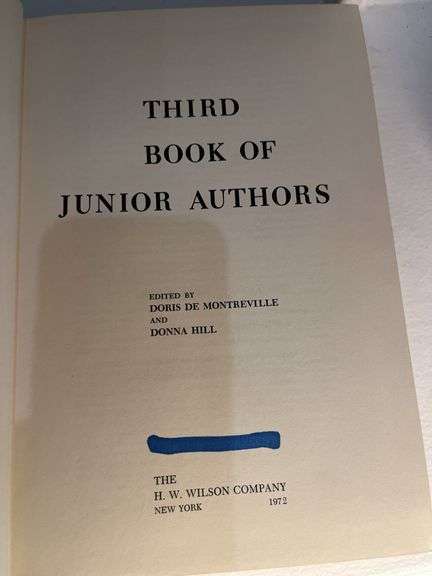 THIRD
BOOK OF
JUNIOR AUTHORS
EDITED BY
DORIS DE MONTREVILLE
AND
DONNA HILL
THE
H. W. WILSON COMPANY
NEW YORK 1972